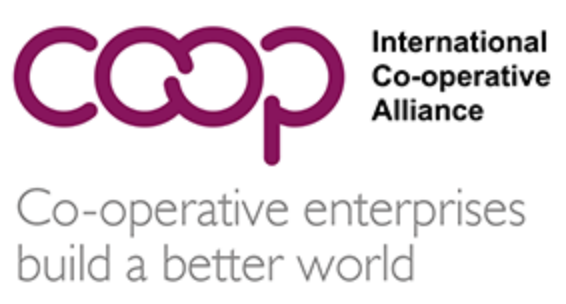 coop
International
Co-operative
Alliance
Co-operative enterprises
build a better world